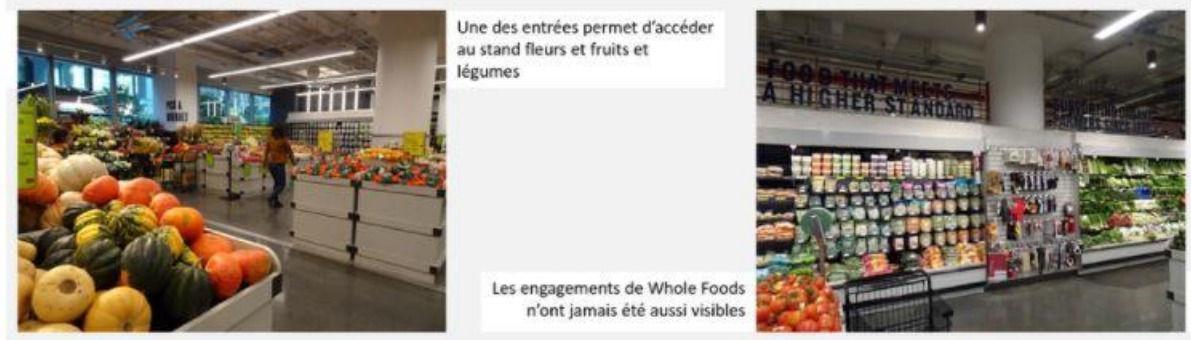 Une des entrées permet d'accéder
au stand fleurs et fruits et
légumes
FOOD THAT MEETS
A HIGHER STANDARD
Les engagements de Whole Foods
n'ont jamais été aussi visibles